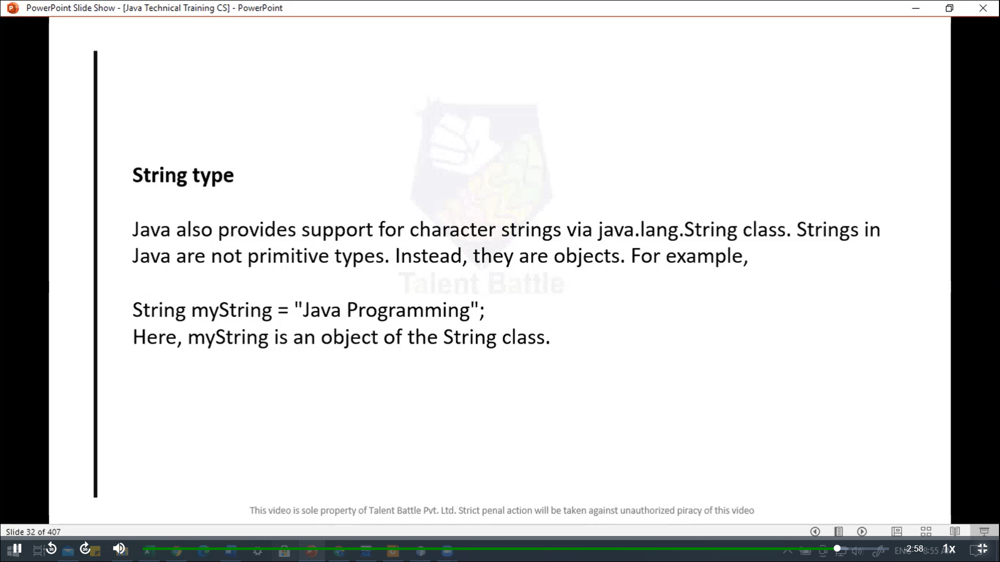 PowerPoint Slide Show - [Java Technical Training CS] - PowerPoint
String type
Java also provides support for character strings via java.lang.String class. Strings in
Java are not primitive types. Instead, they are objects. For example,
Talent Battle
String myString = "Java Programming";
Here, myString is an object of the String class.
This video is sole property of Talent Battle Pvt. Ltd. Strict penal action will be taken against unauthorized piracy of this video
Slide 32 of 407
10
30
-2:58
1x